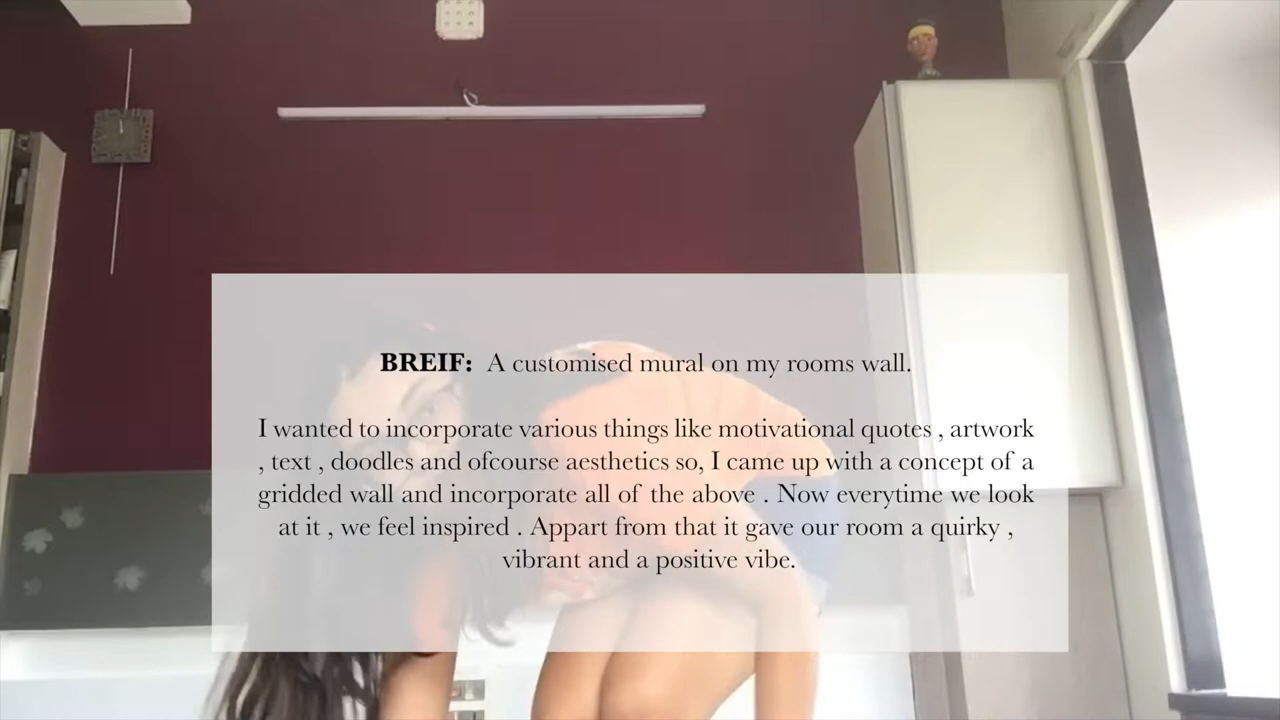 BREIF: A customised mural on my rooms wall.
I wanted to incorporate various things like motivational quotes , artwork
, text , doodles and ofcourse aesthetics so, I came up with a concept of a
gridded wall and incorporate all of the above . Now everytime we look
at it , we feel inspired . Appart from that it gave our room a quirky ,
vibrant and a positive vibe.